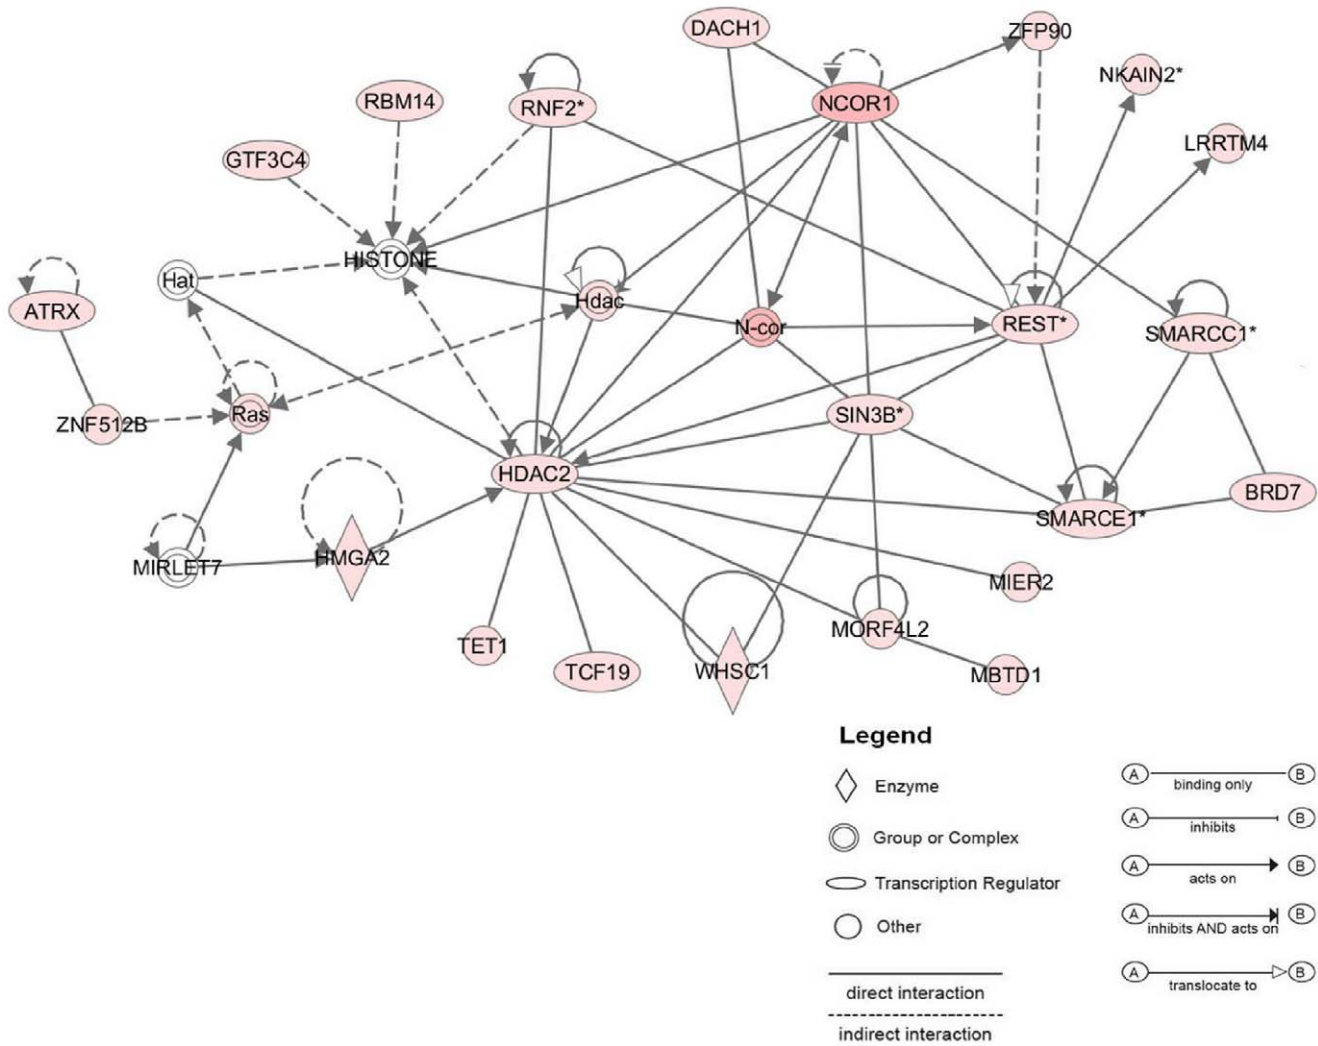 DACH1
ZFP90
NKAIN2*
RBM14
RNF2*
NCOR1
LRRTM4
GTF3C4
HISTONE
Hat
Hdac
ATRX
N-cor
REST*
SMARCC1*
ZNF512B
Ras
SIN3B*
HDAC2
BRD7
SMARCE1*
MIRLET7
HMGA2
MIER2
TET1
TCF19
WHSC1
MORF4L2
MBTD1
Legend
Enzyme
Group or Complex
Transcription Regulator
Other
direct interaction
indirect interaction
A B
binding only
A B
inhibits
A B
acts on
A B
inhibits AND acts on
A B
translocate to